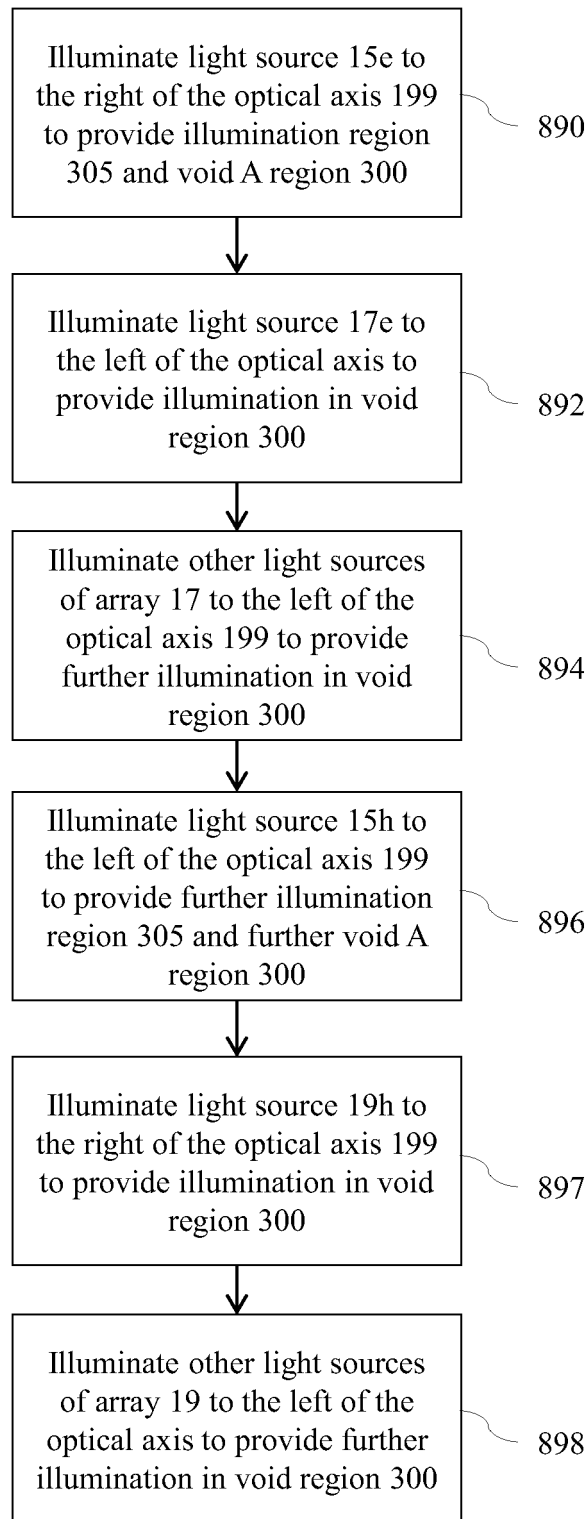 Illuminate light source 15e to
the right of the optical axis 199
to provide illumination region
305 and void A region 300
890
Illuminate light source 17e to
the left of the optical axis to
provide illumination in void
region 300
892
Illuminate other light sources
of array 17 to the left of the
optical axis 199 to provide
further illumination in void
region 300
894
Illuminate light source 15h to
the left of the optical axis 199
to provide further illumination
region 305 and further void A
region 300
896
Illuminate light source 19h to
the right of the optical axis 199
to provide illumination in void
region 300
897
Illuminate other light sources
of array 19 to the left of the
optical axis to provide further
illumination in void region 300
898